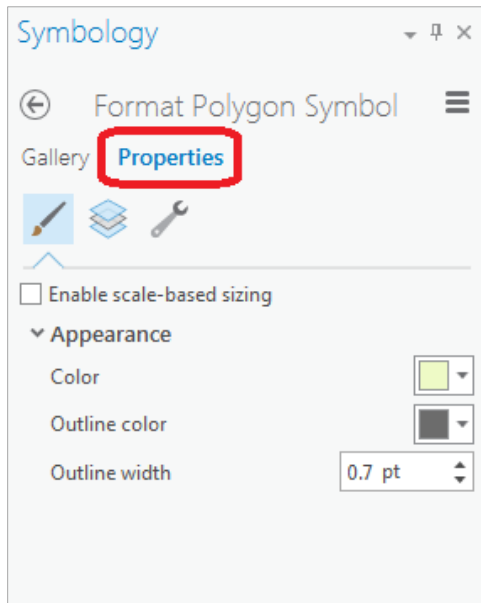 Symbology
Format Polygon Symbol
Gallery Properties
Enable scale-based sizing
Appearance
Color
Outline color
Outline width 0.7 pt